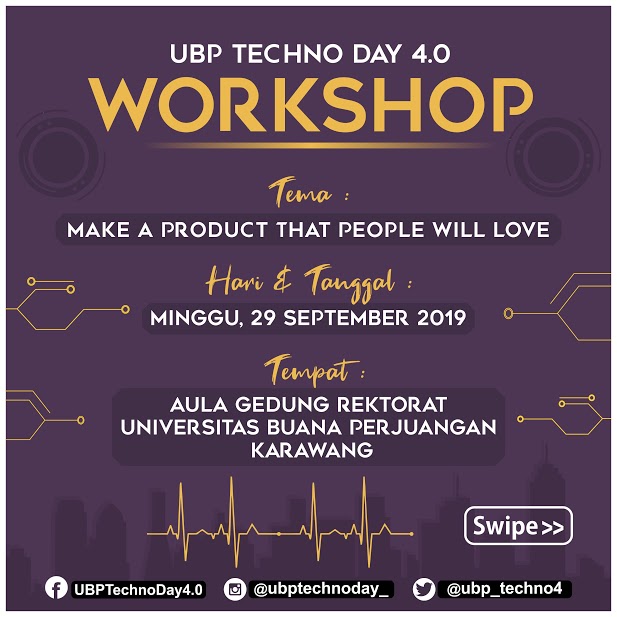 UBP TECHNO DAY 4.0
WORKSHOP
Tema :
MAKE A PRODUCT THAT PEOPLE WILL LOVE
Hari & Tanggal :
MINGGU, 29 SEPTEMBER 2019
Tempat :
AULA GEDUNG REKTORAT
UNIVERSITAS BUANA PERJUANGAN
KARAWANG
Swipe>>
UBPTechnoDay4.0 @ubptechnoday_ @ubp_techno4